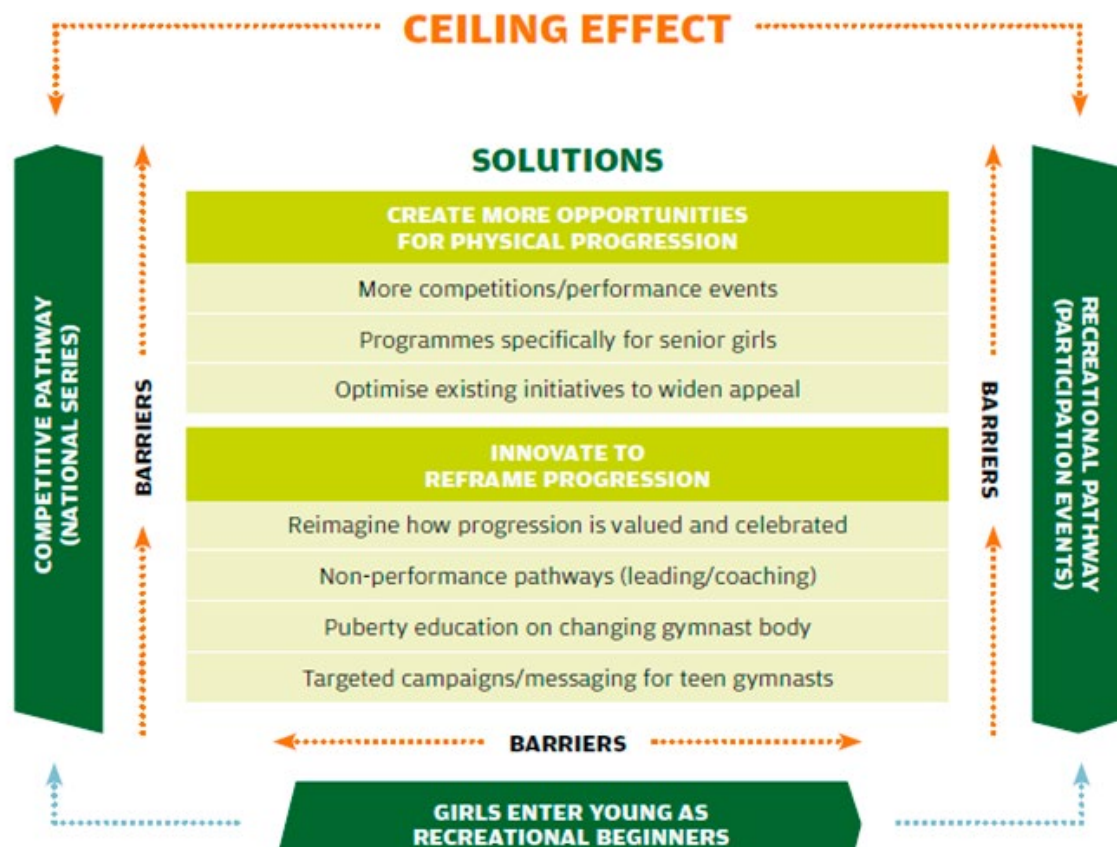 CEILING EFFECT
SOLUTIONS
CREATE MORE OPPORTUNITIES
FOR PHYSICAL PROGRESSION
More competitions/performance events
Programmes specifically for senior girls
Optimise existing initiatives to widen appeal
INNOVATE TO
REFRAME PROGRESSION
Reimagine how progression is valued and celebrated
Non-performance pathways (leading/coaching)
Puberty education on changing gymnast body
Targeted campaigns/messaging for teen gymnasts
COMPETITIVE PATHWAY
(NATIONAL SERIES)
BARRIERS
BARRIERS
RECREATIONAL PATHWAY
(PARTICIPATION EVENTS)
BARRIERS
GIRLS ENTER YOUNG AS
RECREATIONAL BEGINNERS